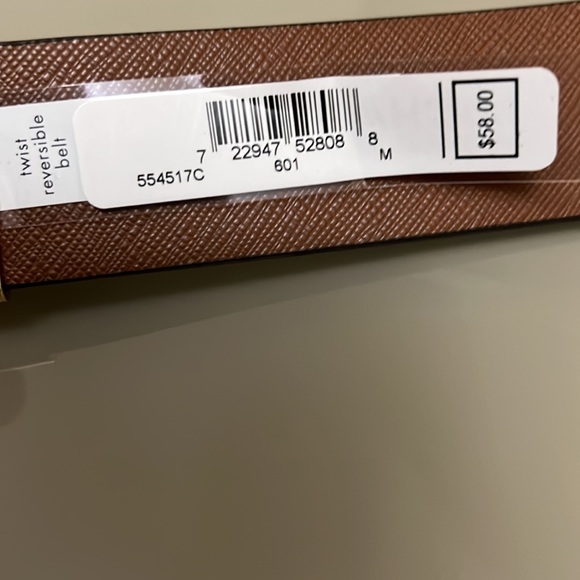 twist
reversible
belt
7 22947 52808 8
554517C 601 M
$58.00